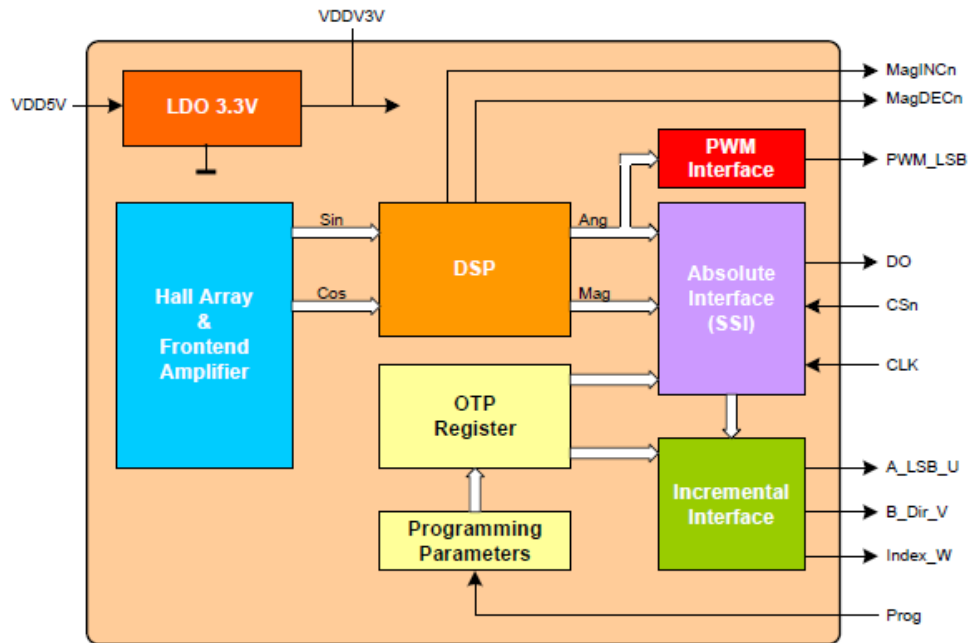 VDDV3V
MagINCn
VDD5V
LDO 3.3V
MagDECn
PWM
Interface
PWM_LSB
Sin
Ang
DSP
Hall Array
&
Frontend
Amplifier
Cos
Mag
Absolute
Interface
(SSI)
DO
CSn
CLK
OTP
Register
A_LSB_U
Incremental
Interface
B_Dir_V
Programming
Parameters
Index_W
Prog